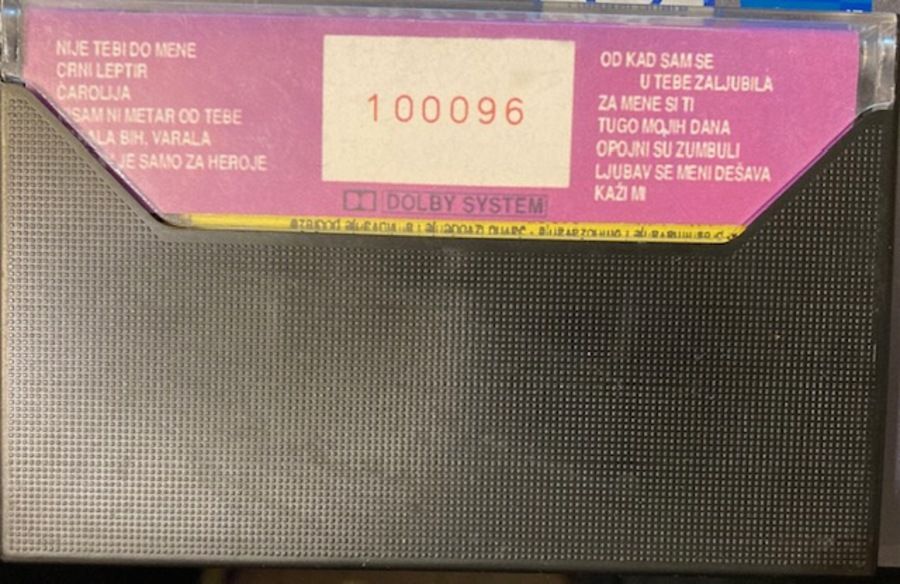 NIJE TEBI DO MENE
CRNI LEPTIR
ČAROLIJA
SAM NI METAR OD TEBE
BIH, VARALA
JE SAMO ZA HEROJE
100096
DOLBY SYSTEM
OD KAD SAM SE
U TEBE ZALJUBILA
ZA MENE SI TI
TUGO MOJIH DANA
OPOJNI SU ZUMBULI
LJUBAV SE MENI DEŠAVA
KAŽI MI